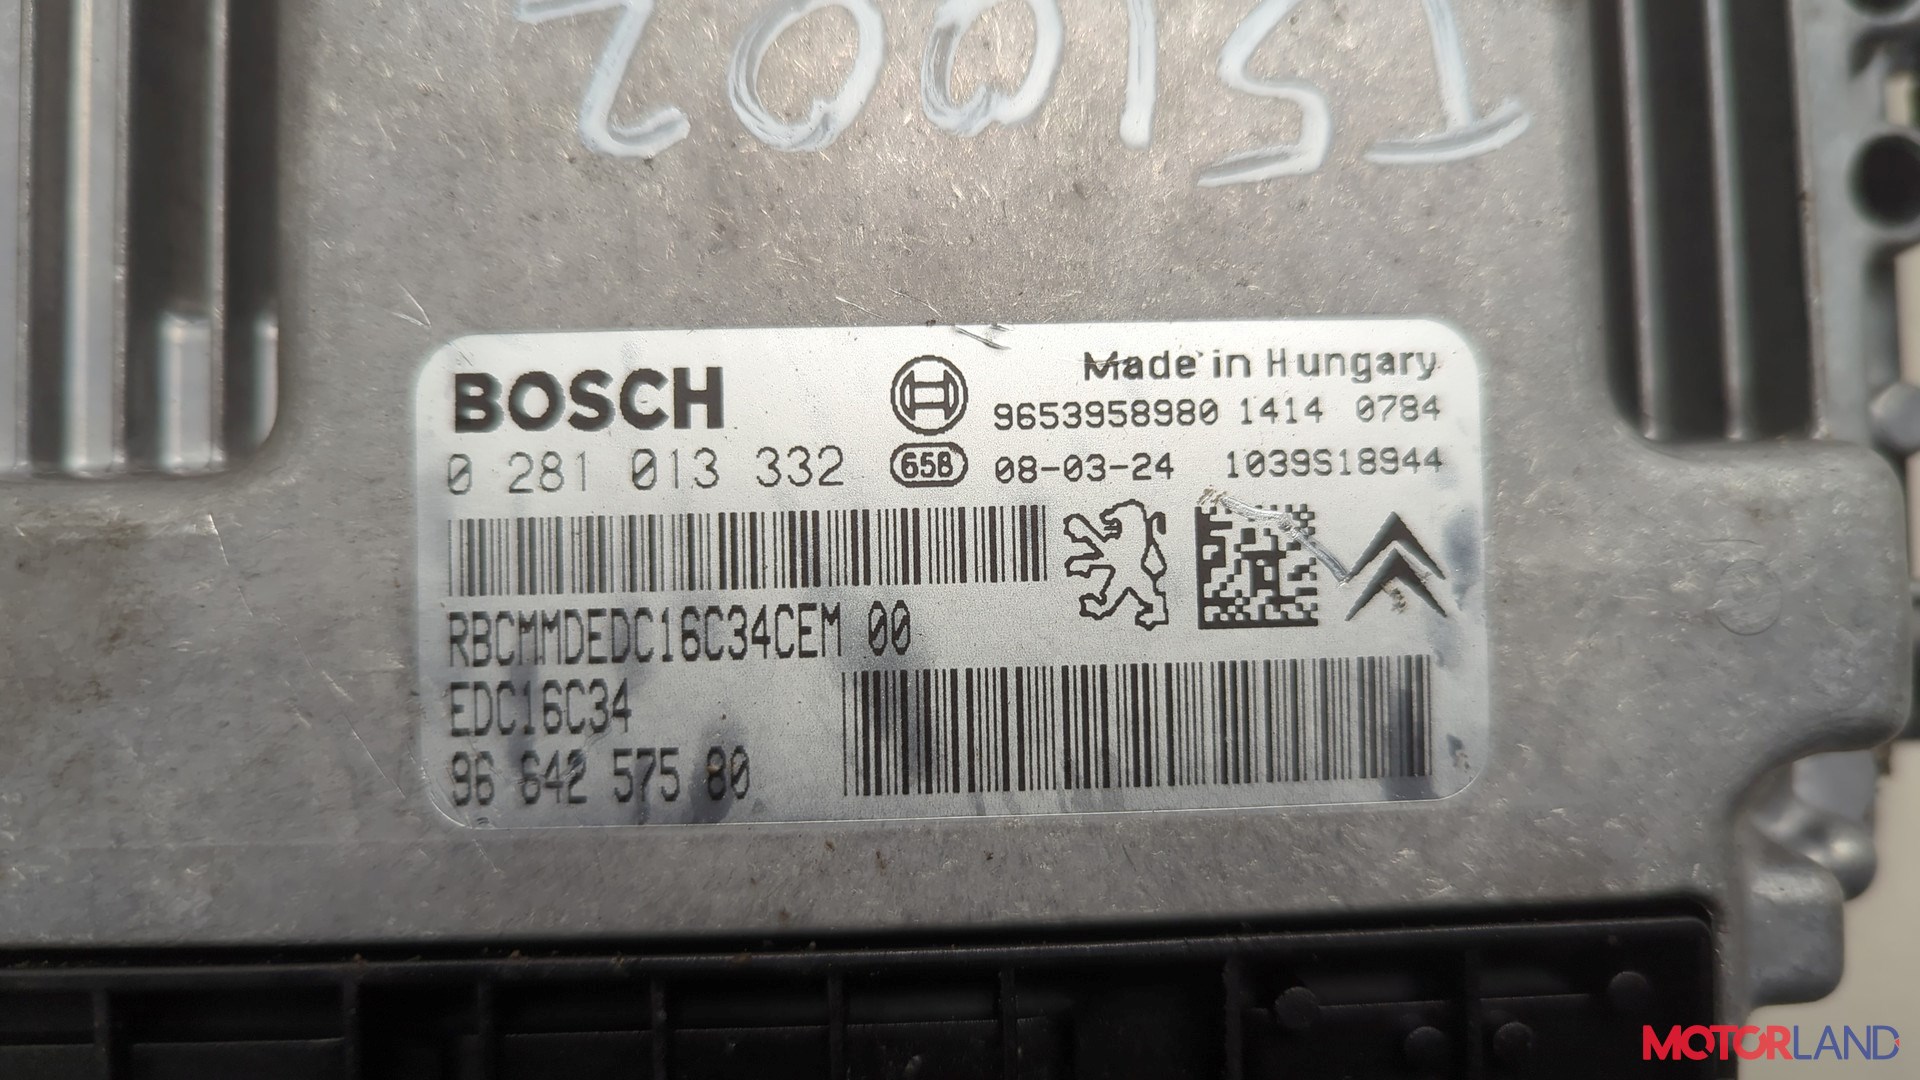 BOSCH
Made in Hungary
9653958980 1414 0784
0 281 013 332
658
08-03-24 1039S18944
RBCMMDEDC16C34CEM 00
EDC16C34
96 642 575 80
MOTORLAND